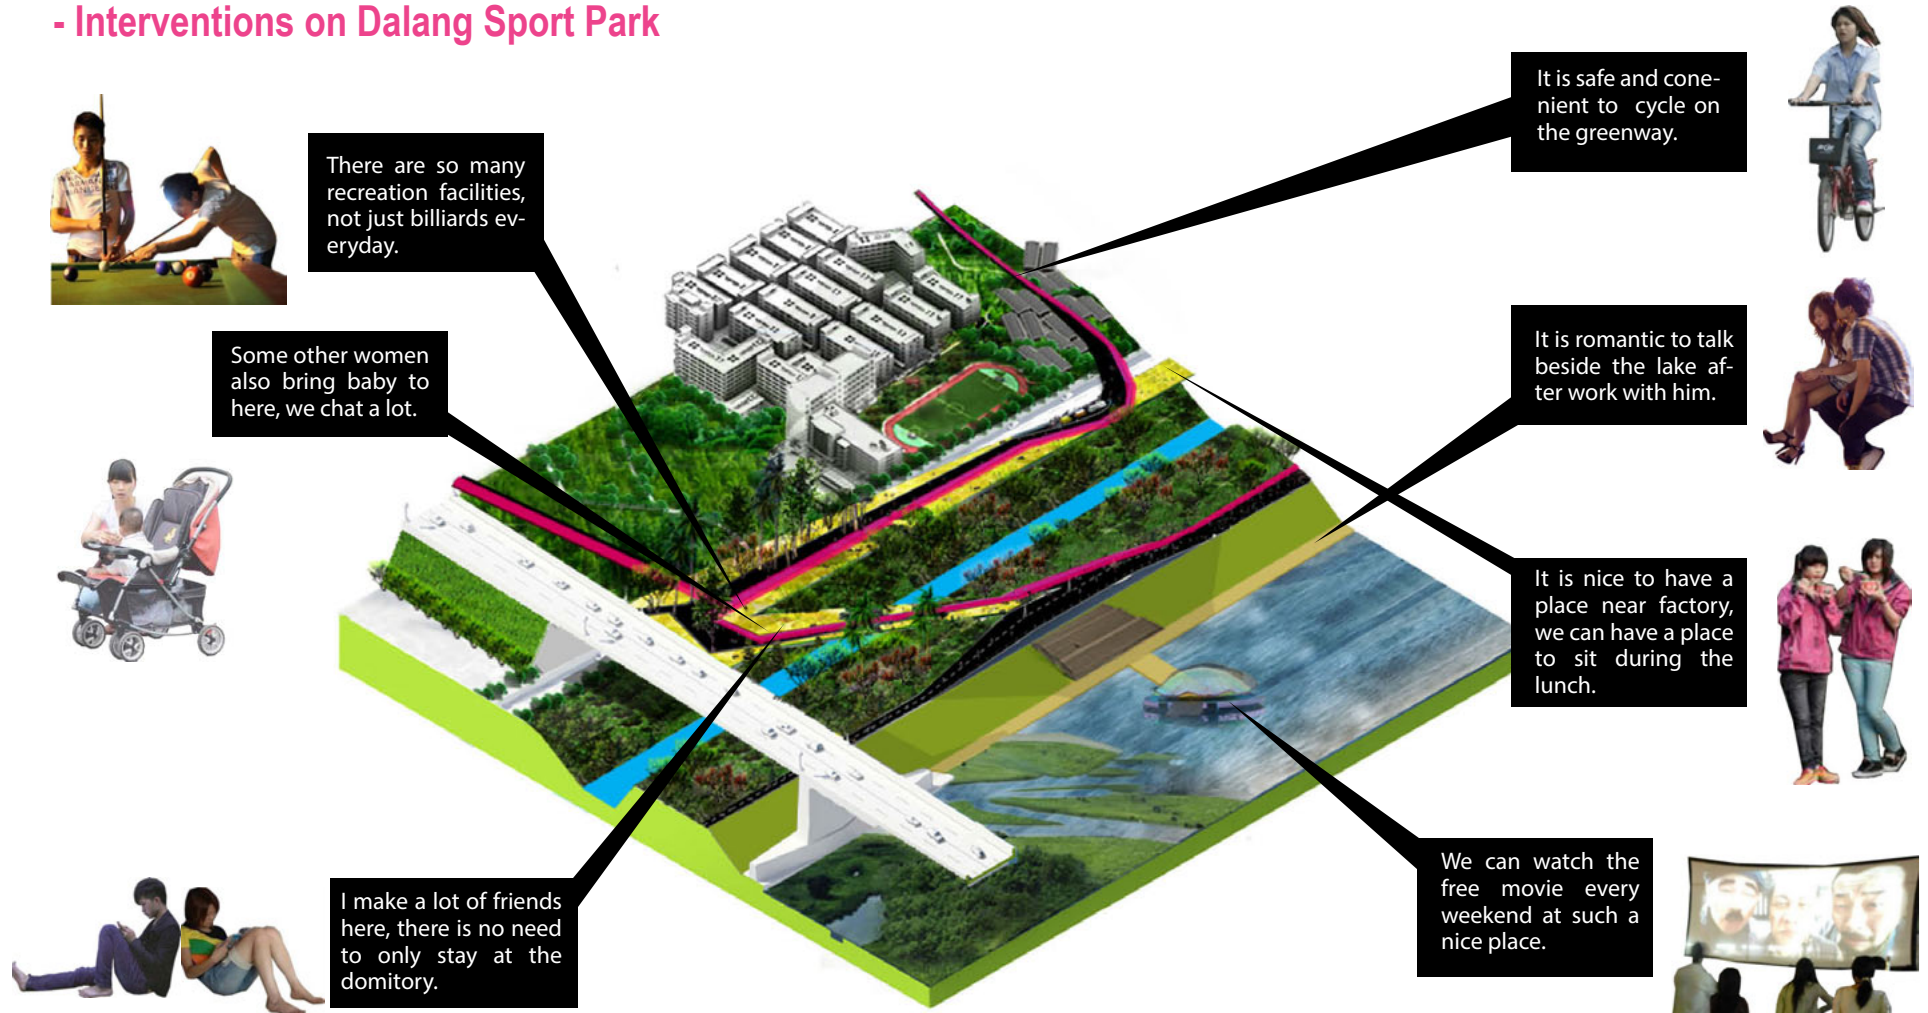 - Interventions on Dalang Sport Park
There are so many
recreation facilities,
not just billiards ev-
eryday.
Some other women
also bring baby to
here, we chat a lot.
I make a lot of friends
here, there is no need
to only stay at the
domitory.
It is safe and cone-
nient to cycle on
the greenway.
It is romantic to talk
beside the lake af-
ter work with him.
It is nice to have a
place near factory,
we can have a place
to sit during the
lunch.
We can watch the
free movie every
weekend at such a
nice place.